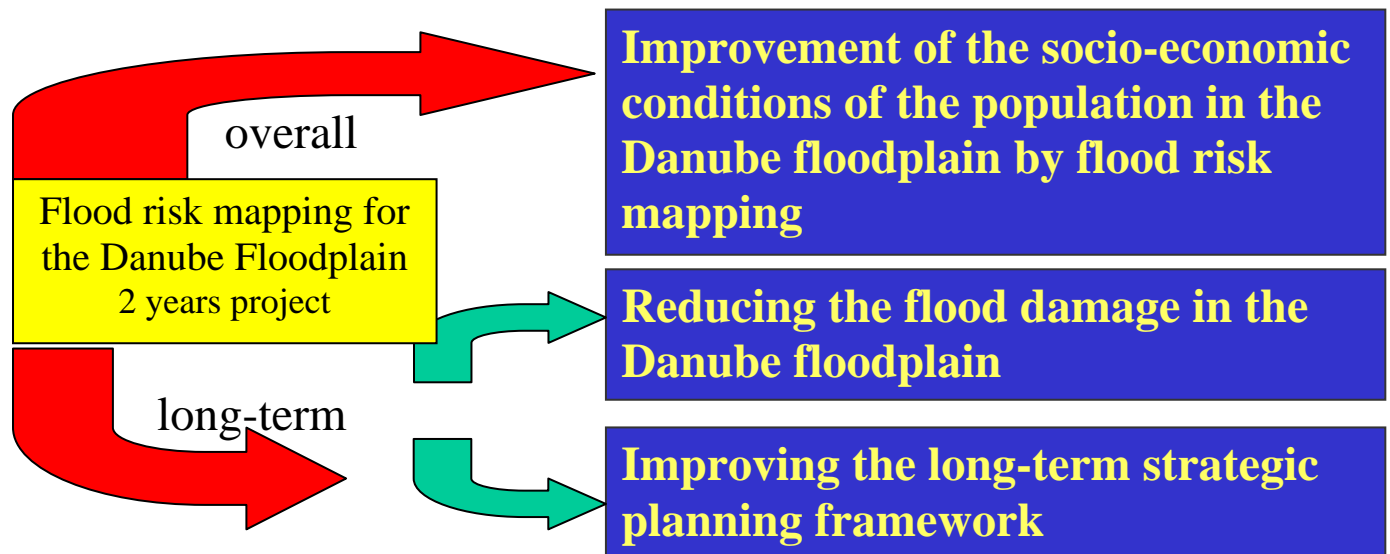 Improvement of the socio-economic
conditions of the population in the
Danube floodplain by flood risk
mapping
overall
Flood risk mapping for
the Danube Floodplain
2 years project
Reducing the flood damage in the
Danube floodplain
long-term
Improving the long-term strategic
planning framework